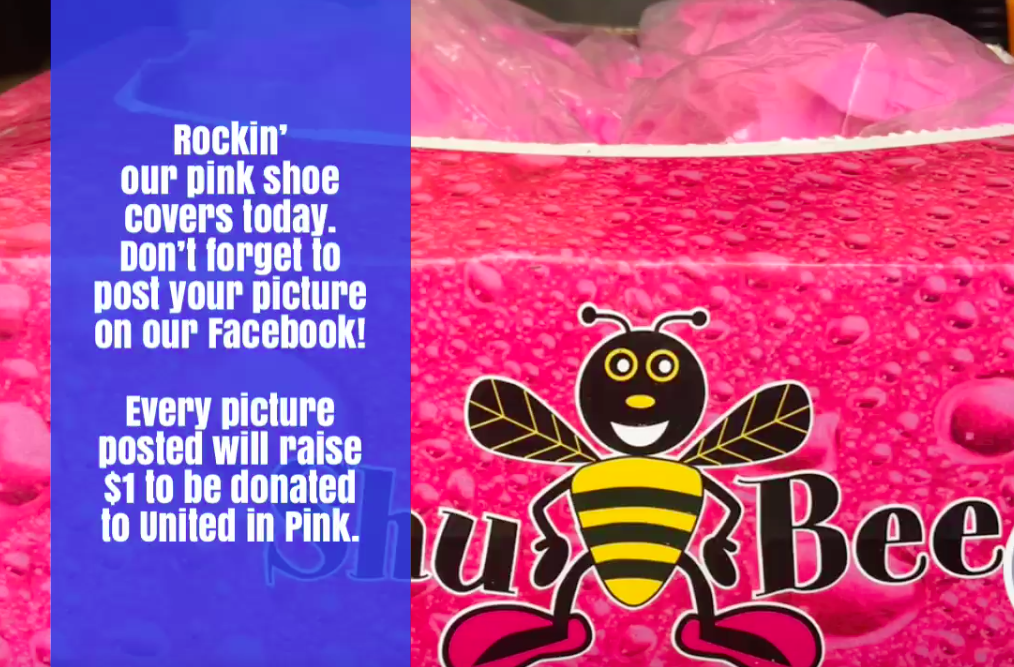 Rockin'
our pink shoe
covers today.
Don't forget to
post your picture
on our Facebook!
Every picture
posted will raise
$1 to be donated
to United in Pink.
Shu Bee